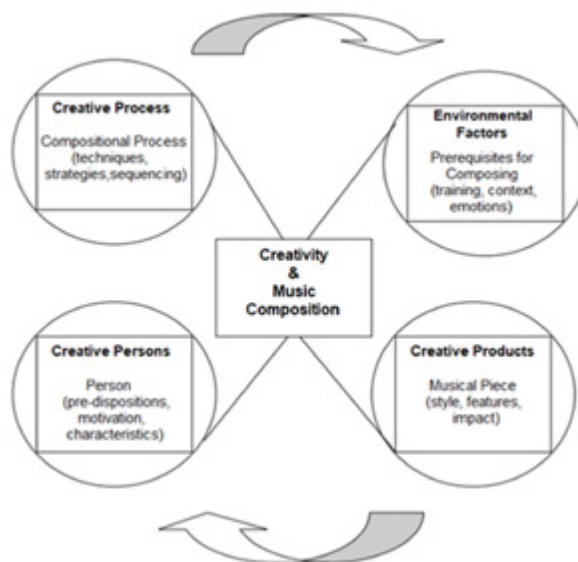 Creative Process
Compositional Process
(techniques,
strategies,sequencing)
Environmental
Factors
Prerequisites for
Composing
(training, context,
emotions)
Creativity
&
Music
Composition
Creative Persons
Person
(pre-dispositions,
motivation,
characteristics)
Creative Products
Musical Piece
(style, features,
impact)